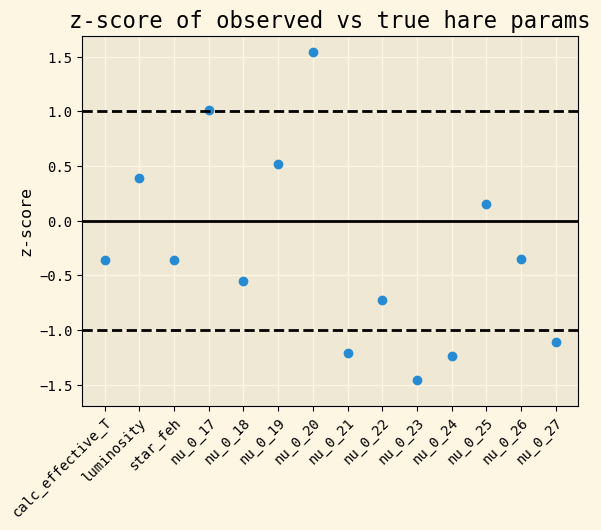 z-score of observed vs true hare params
z-score
1.5
1.0
0.5
0.0
−0.5
−1.0
−1.5
calc_effective_T
luminosity
star_feh
nu_0_17
nu_0_18
nu_0_19
nu_0_20
nu_0_21
nu_0_22
nu_0_23
nu_0_24
nu_0_25
nu_0_26
nu_0_27